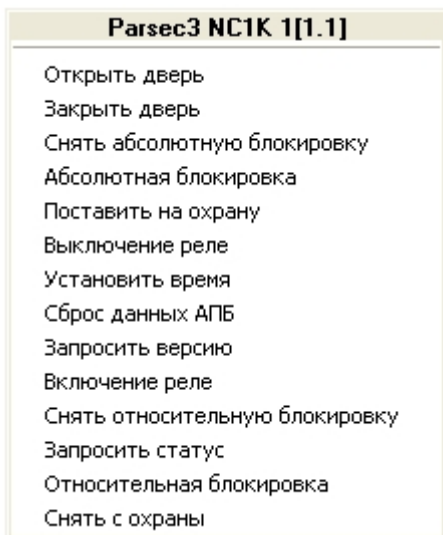 Parsec3 NC1K 1[1.1]
Открыть дверь
Закрыть дверь
Снять абсолютную блокировку
Абсолютная блокировка
Поставить на охрану
Выключение реле
Установить время
Сброс данных АПБ
Запросить версию
Включение реле
Снять относительную блокировку
Запросить статус
Относительная блокировка
Снять с охраны